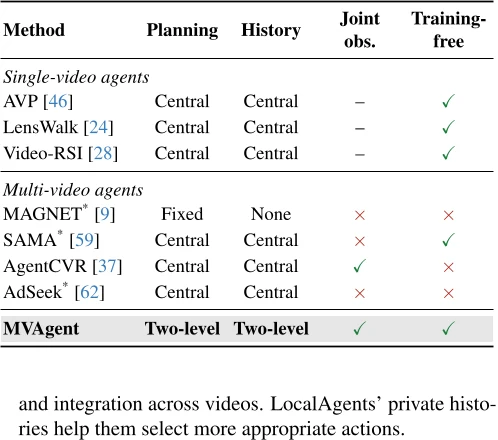 Method Planning History Joint obs. Training-free
Single-video agents
AVP [46] Central Central – ✓
LensWalk [24] Central Central – ✓
Video-RSI [28] Central Central – ✓
Multi-video agents
MAGNET* [9] Fixed None × ×
SAMA* [59] Central Central × ✓
AgentCVR [37] Central Central ✓ ×
AdSeek* [62] Central Central × ×
MVAgent Two-level Two-level ✓ ✓
and integration across videos. LocalAgents' private histo-
ries help them select more appropriate actions.